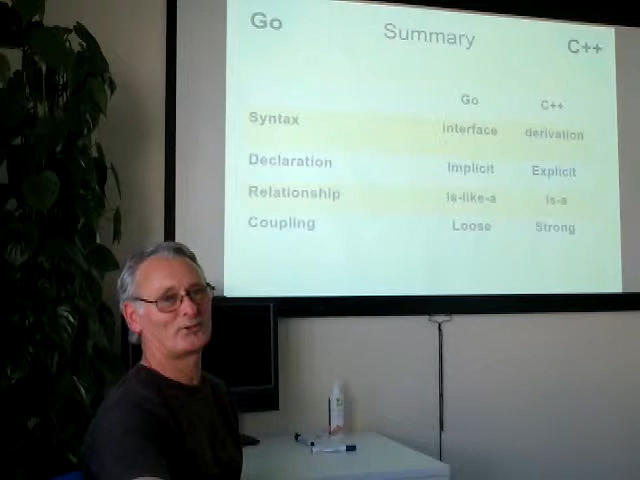 Go Summary C++
Go C++
Syntax interface derivation
Declaration Implicit Explicit
Relationship Is-like-a Is-a
Coupling Loose Strong